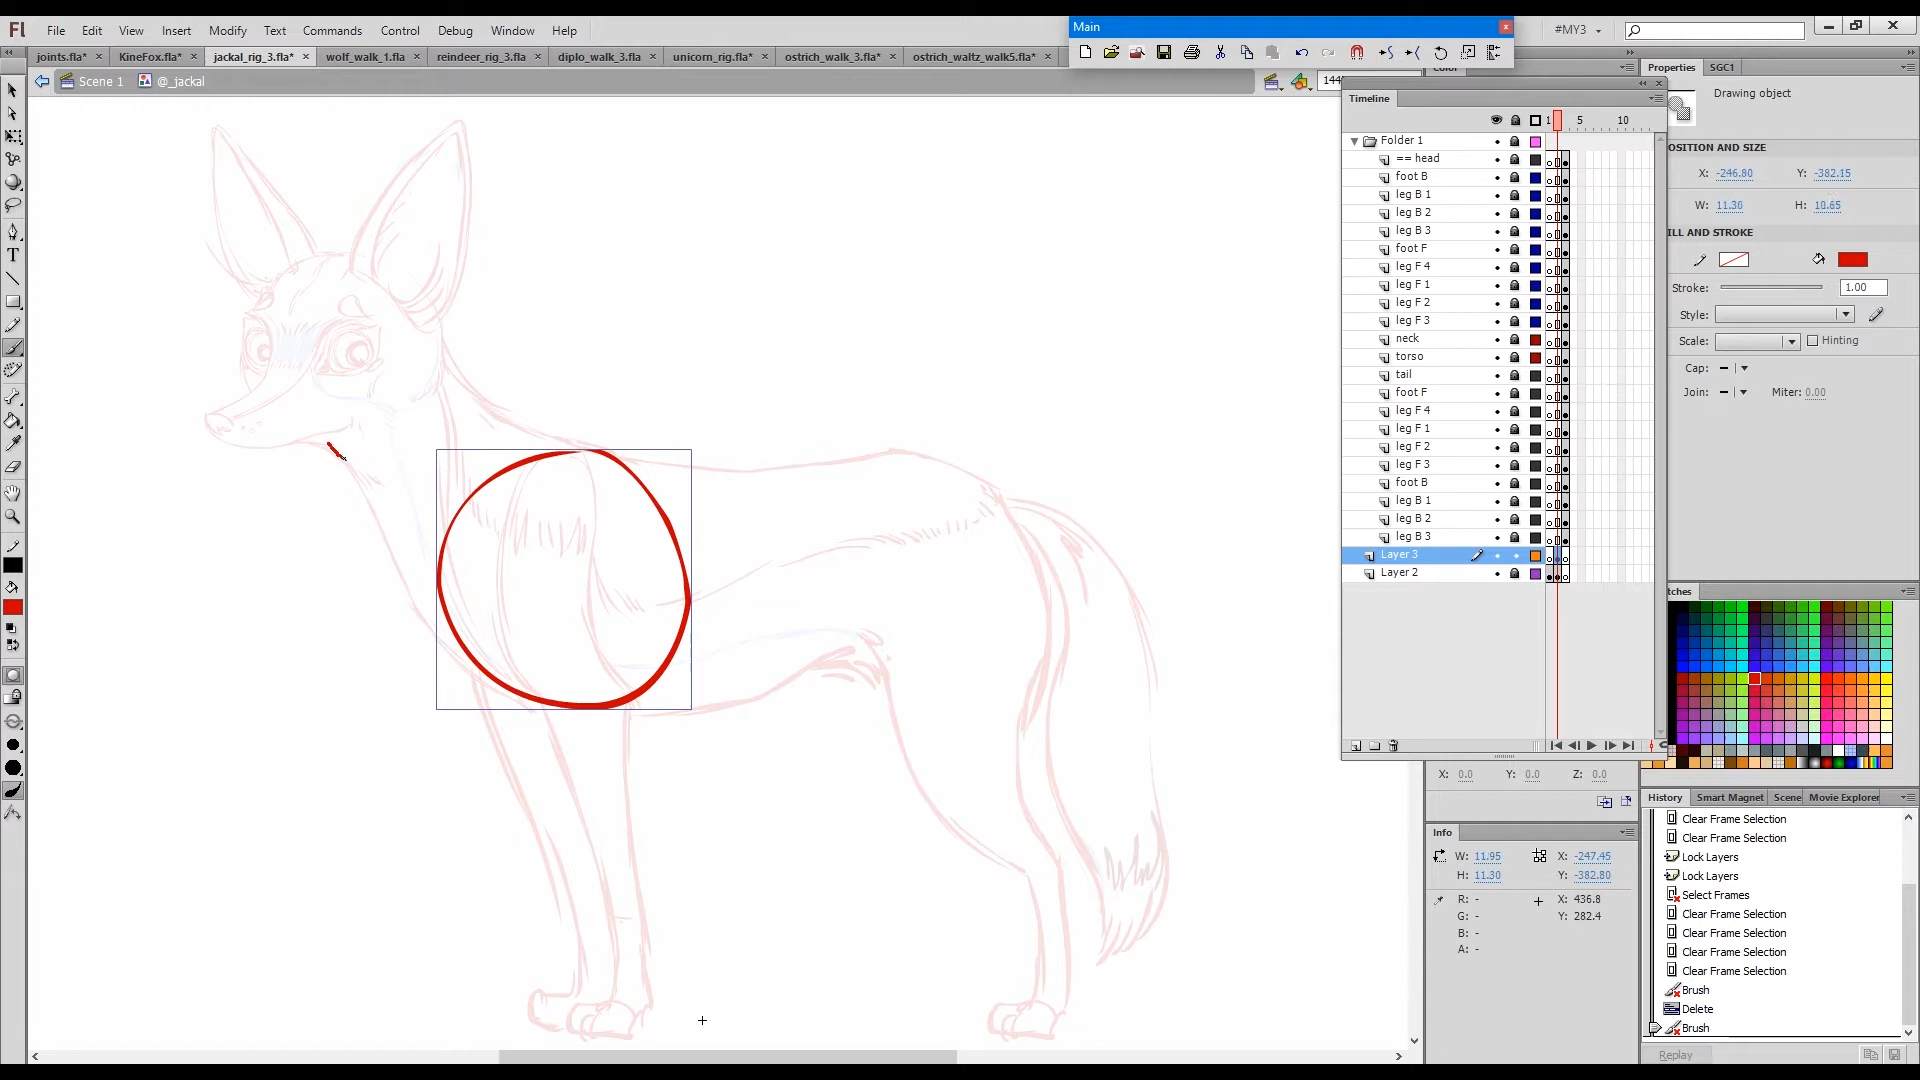 Main
Fl File Edit View Insert Modify Text Commands Control Debug Window Help
#MY3
joints.fla* KineFox.fla* jackal_rig_3.fla* wolf_walk_1.fla reindeer_rig_3.fla diplo_walk_3.fla unicorn_rig.fla* ostrich_walk_3.fla* ostrich_waltz_walk5.fla*
Scene 1 @_jackal
Properties SGC1
Timeline
Drawing object
1 5 10
Folder 1
== head
foot B
leg B 1
leg B 2
leg B 3
foot F
leg F 4
leg F 1
leg F 2
leg F 3
neck
torso
tail
foot F
leg F 4
leg F 1
leg F 2
leg F 3
foot B
leg B 1
leg B 2
leg B 3
Layer 3
Layer 2
OSITION AND SIZE
X: -246.80 Y: -382.15
W: 11.30 H: 10.65
ILL AND STROKE
Stroke: 1.00
Style:
Scale: Hinting
Cap:
Join: Miter: 0.00
tches
X: 0.0 Y: 0.0 Z: 0.0
Info
W: 11.95 X: -247.45
H: 11.30 Y: -382.80
R: - X: 436.8
G: - Y: 282.4
B: -
A: -
History Smart Magnet Scene Movie Explorer
Clear Frame Selection
Clear Frame Selection
Lock Layers
Lock Layers
Select Frames
Clear Frame Selection
Clear Frame Selection
Clear Frame Selection
Clear Frame Selection
Brush
Delete
Brush
Replay